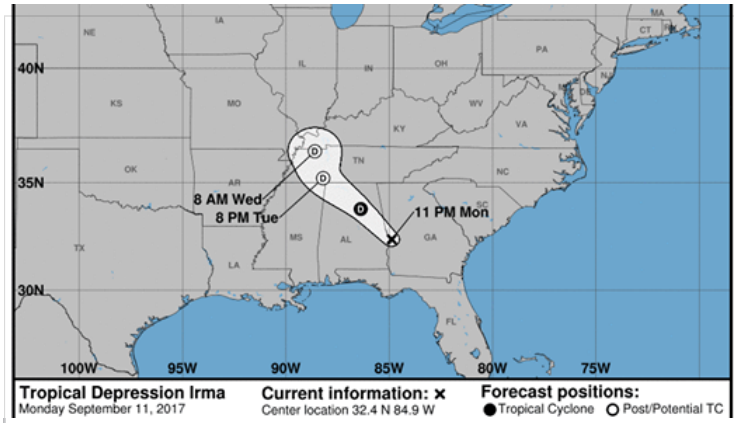 IA
MA
NE
CT
PA
40N
IL
IN
OH
NJ
KS
MO
WV
DE
KY
VA
OK
TN
NC
35N
AR
8 AM Wed
D
D
8 PM Tue
D
11 PM Mon
SC
TX
MS
AL
GA
LA
30N
FL
100W 95W 90W 85W 80W 75W
Tropical Depression Irma
Monday September 11, 2017
Current information: ×
Center location 32.4 N 84.9 W
Forecast positions:
Tropical Cyclone Post/Potential TC